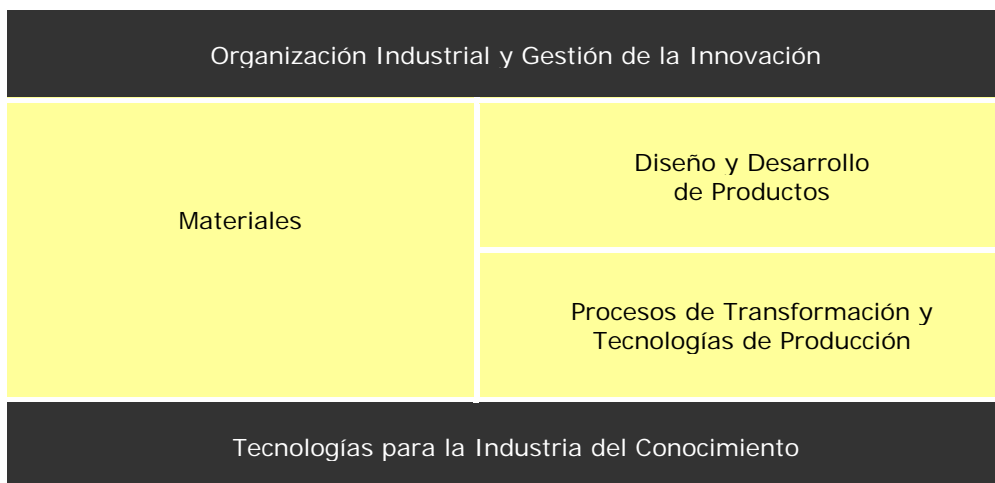 Organización Industrial y Gestión de la Innovación
Materiales
Diseño y Desarrollo
de Productos
Procesos de Transformación y
Tecnologías de Producción
Tecnologías para la Industria del Conocimiento